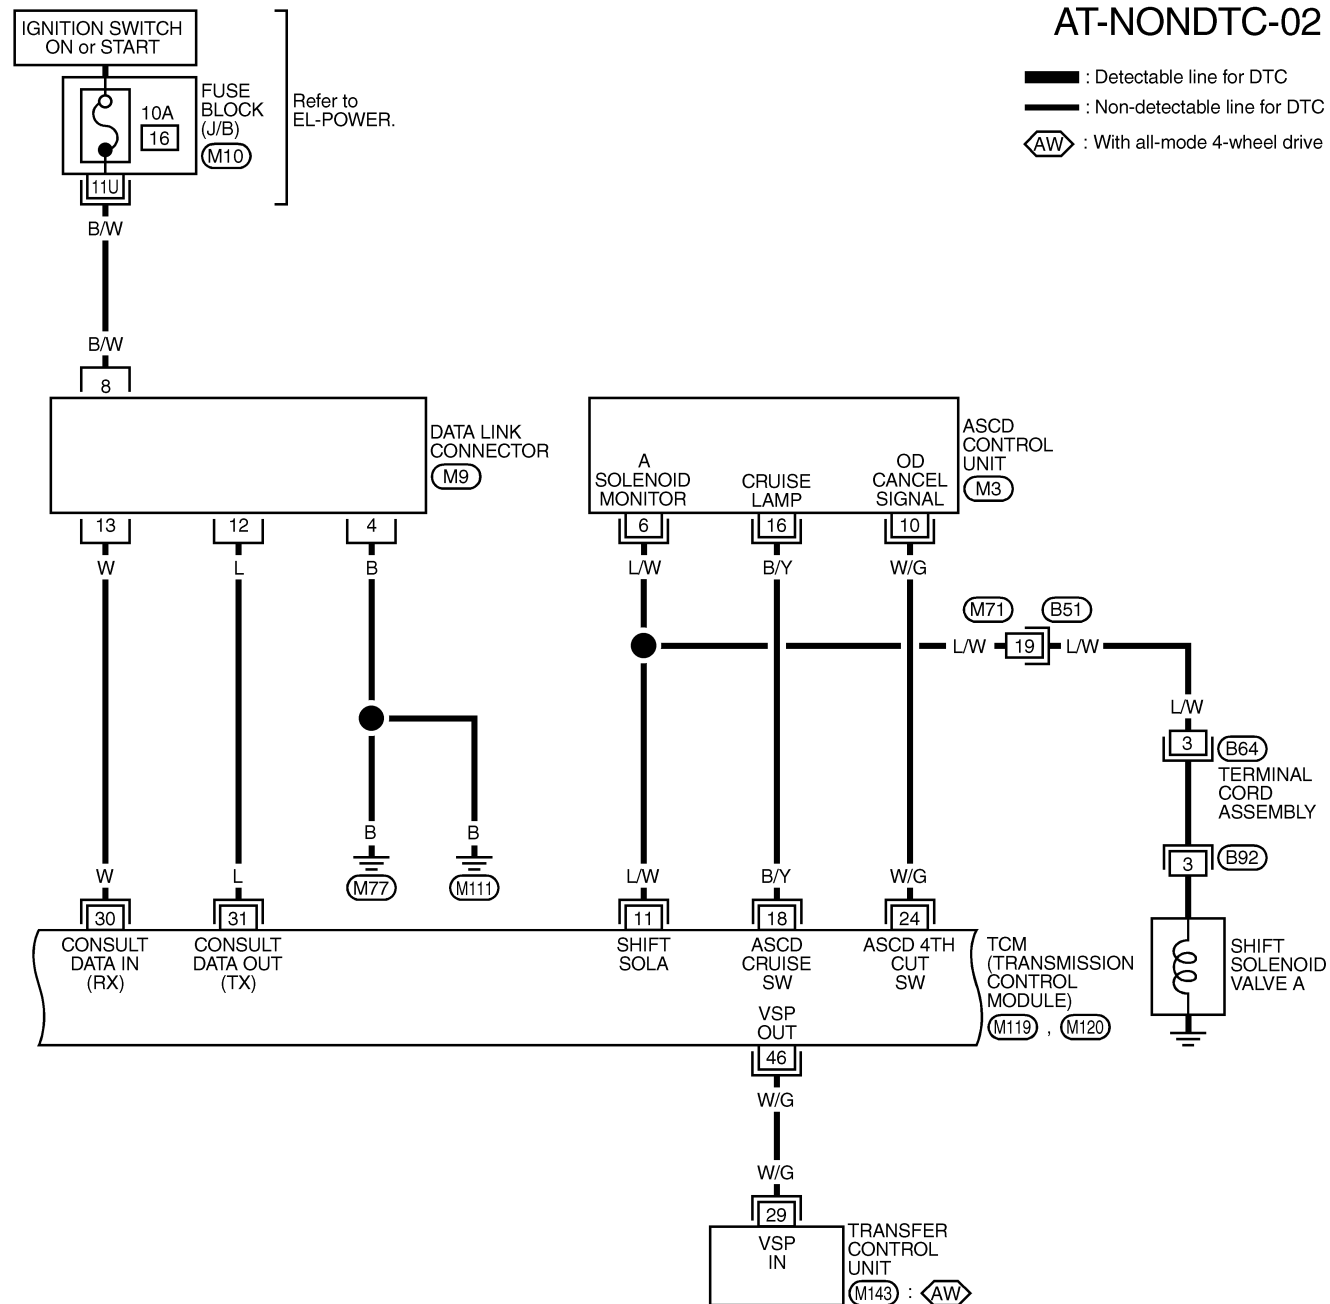 AT-NONDTC-02
: Detectable line for DTC
: Non-detectable line for DTC
AW : With all-mode 4-wheel drive
IGNITION SWITCH
ON or START
10A
16
FUSE
BLOCK
(J/B)
M10
Refer to
EL-POWER.
11U
B/W
B/W
8
DATA LINK
CONNECTOR
M9
13
12
4
W
L
B
A
SOLENOID
MONITOR
CRUISE
LAMP
OD
CANCEL
SIGNAL
ASCD
CONTROL
UNIT
M3
6
16
10
L/W
B/Y
W/G
M71
B51
L/W
19
L/W
L/W
3
B64
TERMINAL
CORD
ASSEMBLY
3
B92
SHIFT
SOLENOID
VALVE A
B
B
M77
M111
W
L
L/W
B/Y
W/G
30
31
11
18
24
CONSULT
DATA IN
(RX)
CONSULT
DATA OUT
(TX)
SHIFT
SOLA
ASCD
CRUISE
SW
ASCD 4TH
CUT
SW
VSP
OUT
TCM
(TRANSMISSION
CONTROL
MODULE)
M119 , M120
46
W/G
W/G
29
VSP
IN
TRANSFER
CONTROL
UNIT
M143 : AW